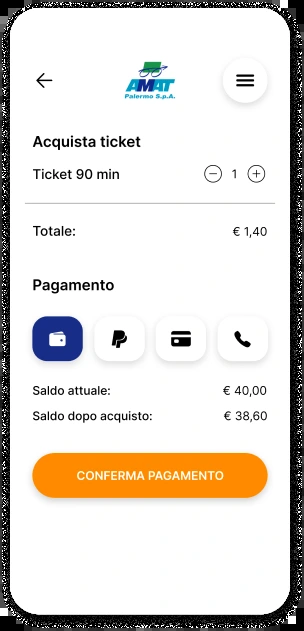 AMAT
Palermo S.p.A.
Acquista ticket
Ticket 90 min 1
Totale: € 1,40
Pagamento
Saldo attuale: € 40,00
Saldo dopo acquisto: € 38,60
CONFERMA PAGAMENTO